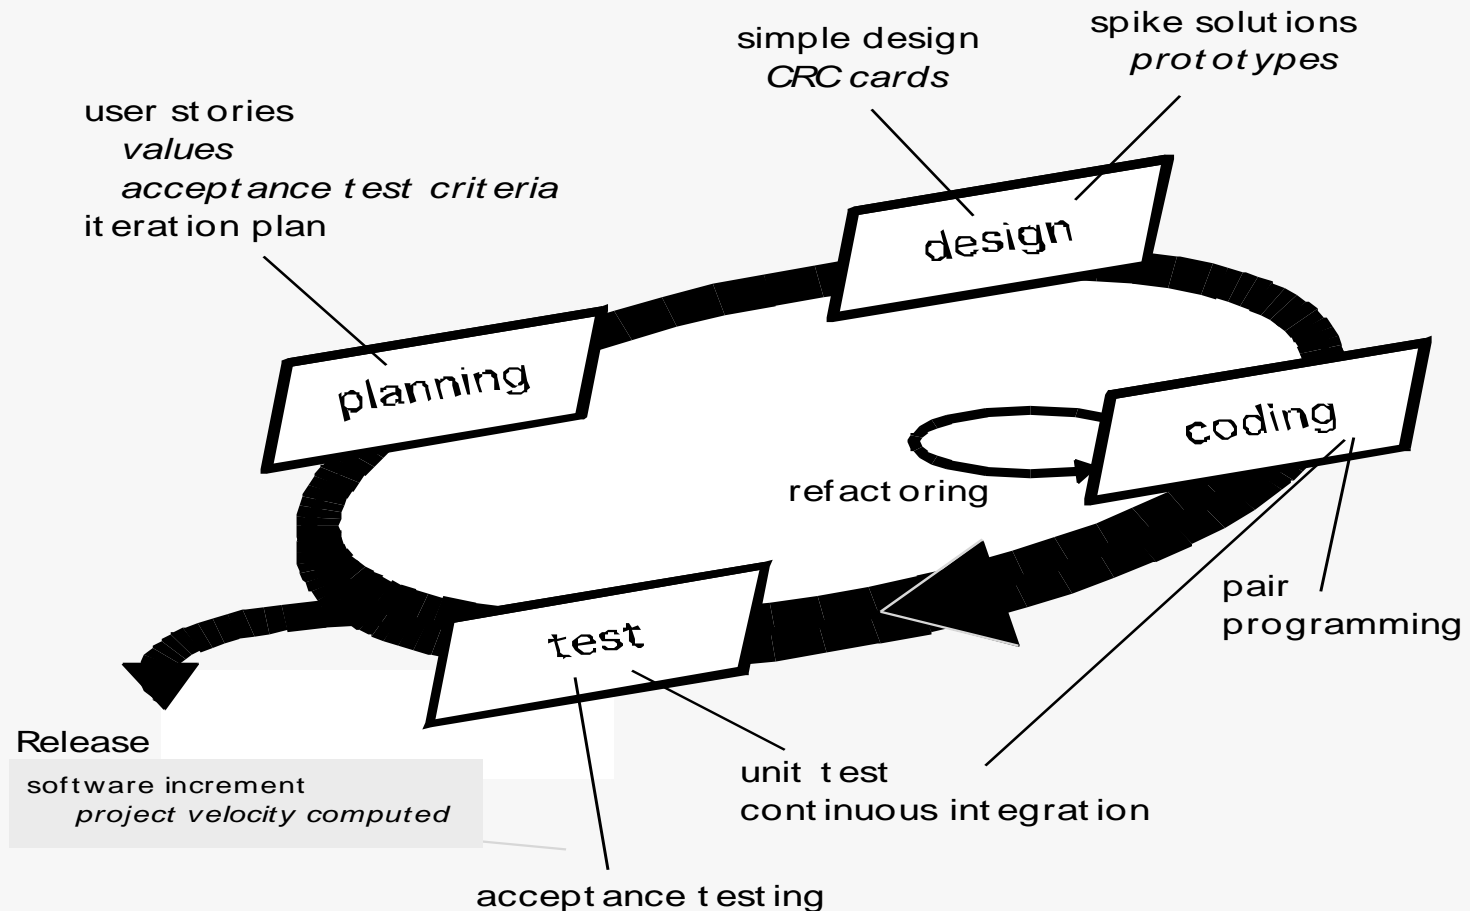 simple design
CRC cards
spike solutions
prototypes
user stories
values
acceptance test criteria
iteration plan
design
planning
coding
refactoring
test
pair
programming
Release
software increment
project velocity computed
unit test
continuous integration
acceptance testing